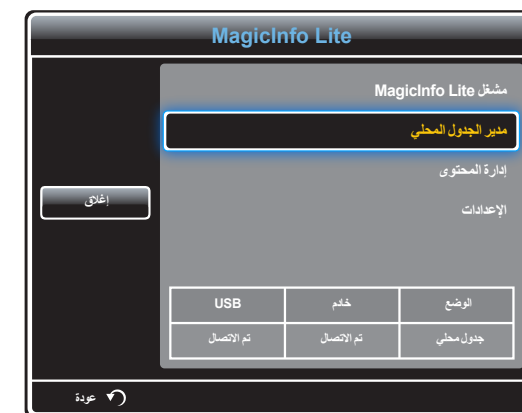 MagicInfo Lite
مشغل MagicInfo Lite
مدير الجدول المحلي
إدارة المحتوى
الإعدادات
إغلاق
الوضع خادم USB
جدول محلي تم الاتصال تم الاتصال
عودة